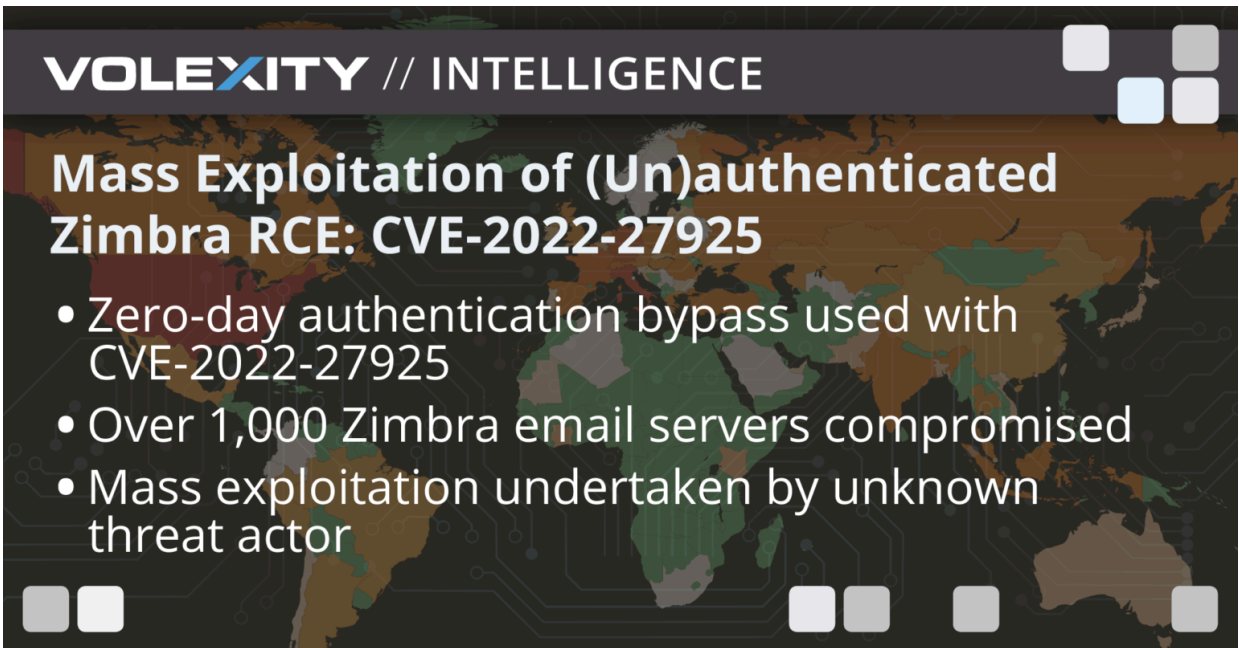 VOLEXITY // INTELLIGENCE
Mass Exploitation of (Un)authenticated
Zimbra RCE: CVE-2022-27925
• Zero-day authentication bypass used with
CVE-2022-27925
• Over 1,000 Zimbra email servers compromised
• Mass exploitation undertaken by unknown
threat actor